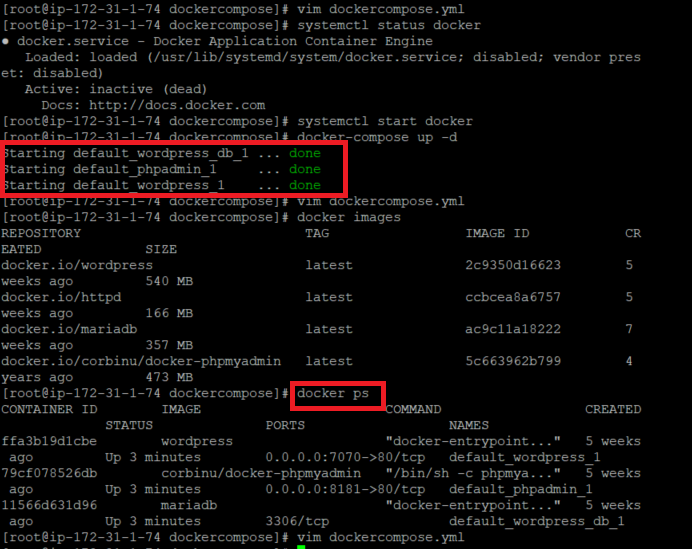 [root@ip-172-31-1-74 dockercompose]# vim dockercompose.yml
[root@ip-172-31-1-74 dockercompose]# systemctl status docker
● docker.service - Docker Application Container Engine
Loaded: loaded (/usr/lib/systemd/system/docker.service; disabled; vendor pres
et: disabled)
Active: inactive (dead)
Docs: http://docs.docker.com
[root@ip-172-31-1-74 dockercompose]# systemctl start docker
[root@ip-172-31-1-74 dockercompose]# docker-compose up -d
Starting default_wordpress_db_1 ... done
Starting default_phpadmin_1 ... done
Starting default_wordpress_1 ... done
[root@ip-172-31-1-74 dockercompose]# vim dockercompose.yml
[root@ip-172-31-1-74 dockercompose]# docker images
REPOSITORY TAG IMAGE ID CR
EATED SIZE
docker.io/wordpress latest 2c9350d16623 5
weeks ago 540 MB
docker.io/httpd latest ccbcea8a6757 5
weeks ago 166 MB
docker.io/mariadb latest ac9c11a18222 7
weeks ago 357 MB
docker.io/corbinu/docker-phpmyadmin latest 5c663962b799 4
years ago 473 MB
[root@ip-172-31-1-74 dockercompose]# docker ps
CONTAINER ID IMAGE COMMAND CREATED
STATUS PORTS NAMES
ffa3b19d1cbe wordpress "docker-entrypoint..." 5 weeks
ago Up 3 minutes 0.0.0.0:7070->80/tcp default_wordpress_1
79cf078526db corbinu/docker-phpmyadmin "/bin/sh -c phpmya..." 5 weeks
ago Up 3 minutes 0.0.0.0:8181->80/tcp default_phpadmin_1
11566d631d96 mariadb "docker-entrypoint..." 5 weeks
ago Up 3 minutes 3306/tcp default_wordpress_db_1
[root@ip-172-31-1-74 dockercompose]# vim dockercompose.yml